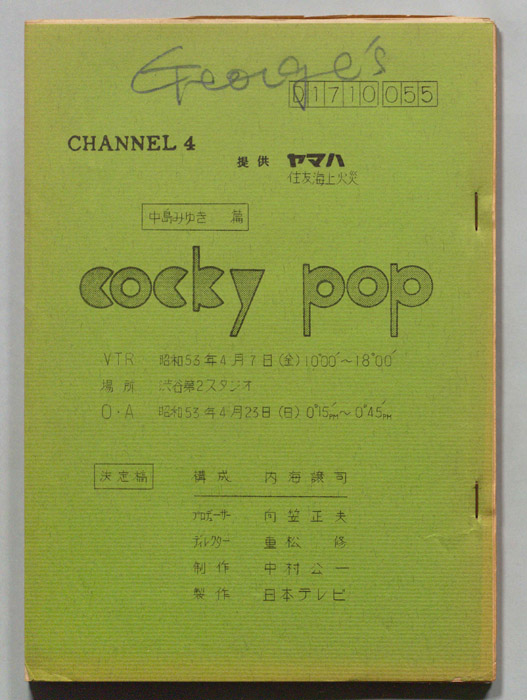 George's
01710055
CHANNEL 4
提供 ヤマハ
住友海上火災
中島みゆき 篇
cocky pop
VTR 昭和53年4月7日(金)10°00′～18°00′
場所 渋谷第2スタジオ
O・A 昭和53年4月23日(日)0°15′PM～0°45′PM
決定稿 構成 内海譲司
プロデューサー 向笠正夫
ディレクター 重松修
制作 中村公一
製作 日本テレビ